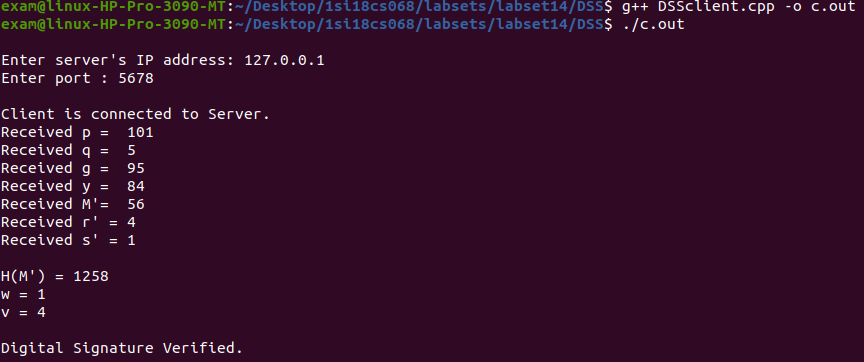 exam@linux-HP-Pro-3090-MT:~/Desktop/1si18cs068/labsets/labset14/DSS$ g++ DSSclient.cpp -o c.out
exam@linux-HP-Pro-3090-MT:~/Desktop/1si18cs068/labsets/labset14/DSS$ ./c.out
Enter server's IP address: 127.0.0.1
Enter port : 5678
Client is connected to Server.
Received p =  101
Received q =  5
Received g =  95
Received y =  84
Received M'=  56
Received r' = 4
Received s' = 1
H(M') = 1258
w = 1
v = 4
Digital Signature Verified.